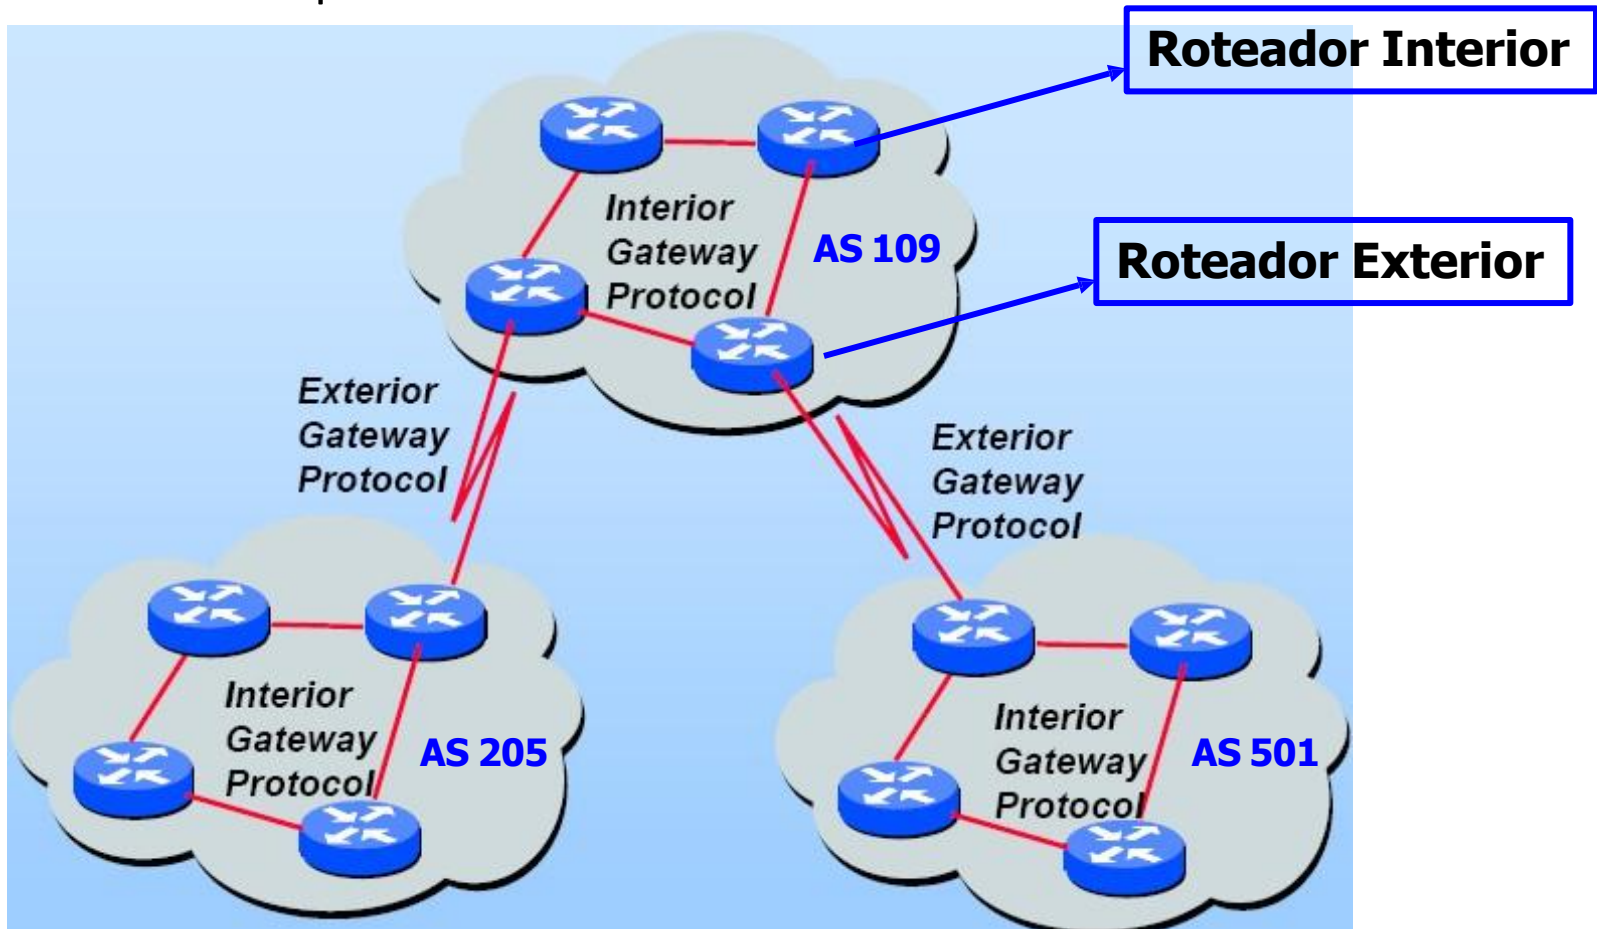 Roteador Interior
Interior
Gateway
Protocol
AS 109
Roteador Exterior
Exterior
Gateway
Protocol
Exterior
Gateway
Protocol
Interior
Gateway
Protocol
AS 205
Interior
Gateway
Protocol
AS 501